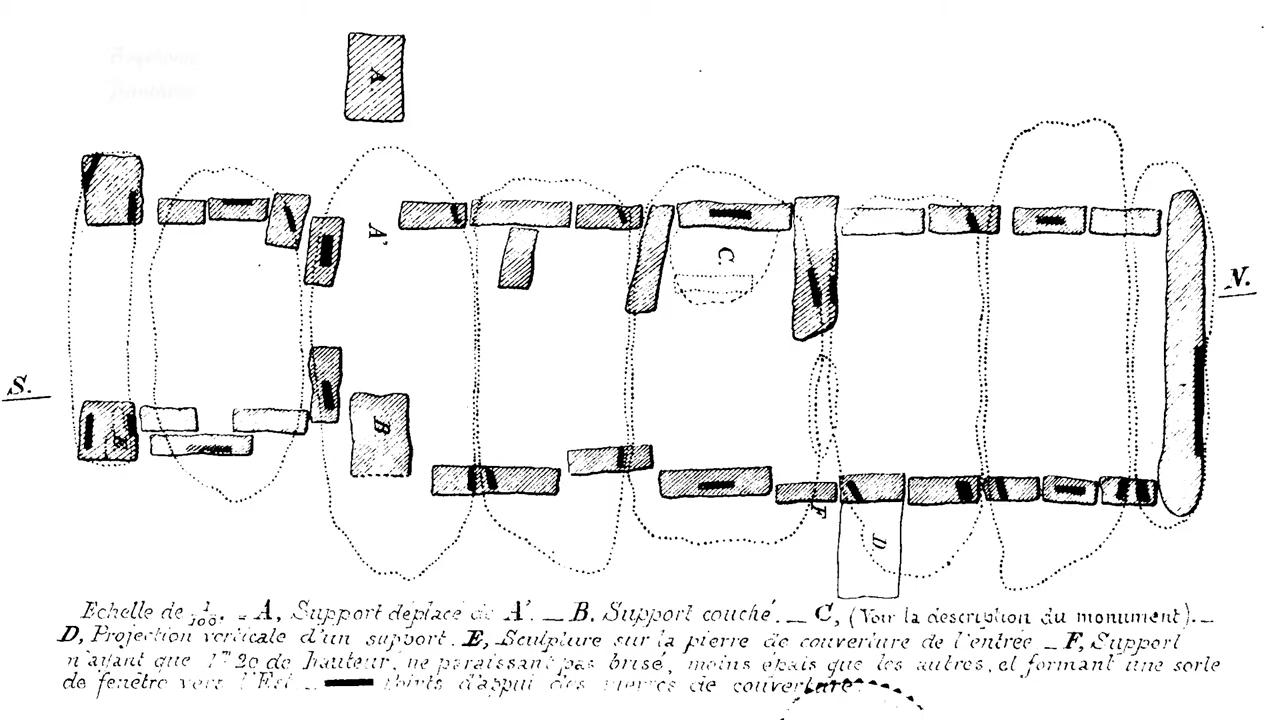 A.
A'
C
S.
N.
B
E
F
D
Echelle de 1/100. _ A, Support déplacé de A'. _ B. Support couché. _ C, (Voir la description du monument). _
D, Projection verticale d'un support. E, Sculpture sur la pierre de couverture de l'entrée _ F, Support
n'ayant que 1m 20 de hauteur, ne paraissant pas brisé, moins épais que les autres, et formant une sorte
de fenêtre vers l'Est _ Points d'appui des pierres de couverture.